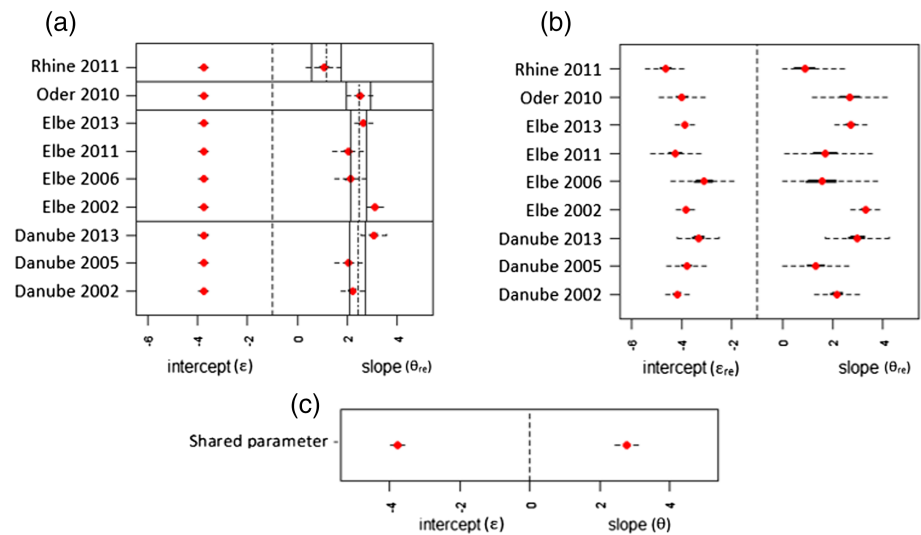 (a)
Rhine 2011
Oder 2010
Elbe 2013
Elbe 2011
Elbe 2006
Elbe 2002
Danube 2013
Danube 2005
Danube 2002
-6 -4 -2 0 2 4
intercept (ε) slope (θre)
(b)
Rhine 2011
Oder 2010
Elbe 2013
Elbe 2011
Elbe 2006
Elbe 2002
Danube 2013
Danube 2005
Danube 2002
-6 -4 -2 0 2 4
intercept (εre) slope (θre)
(c)
Shared parameter
-4 -2 0 2 4
intercept (ε) slope (θ)